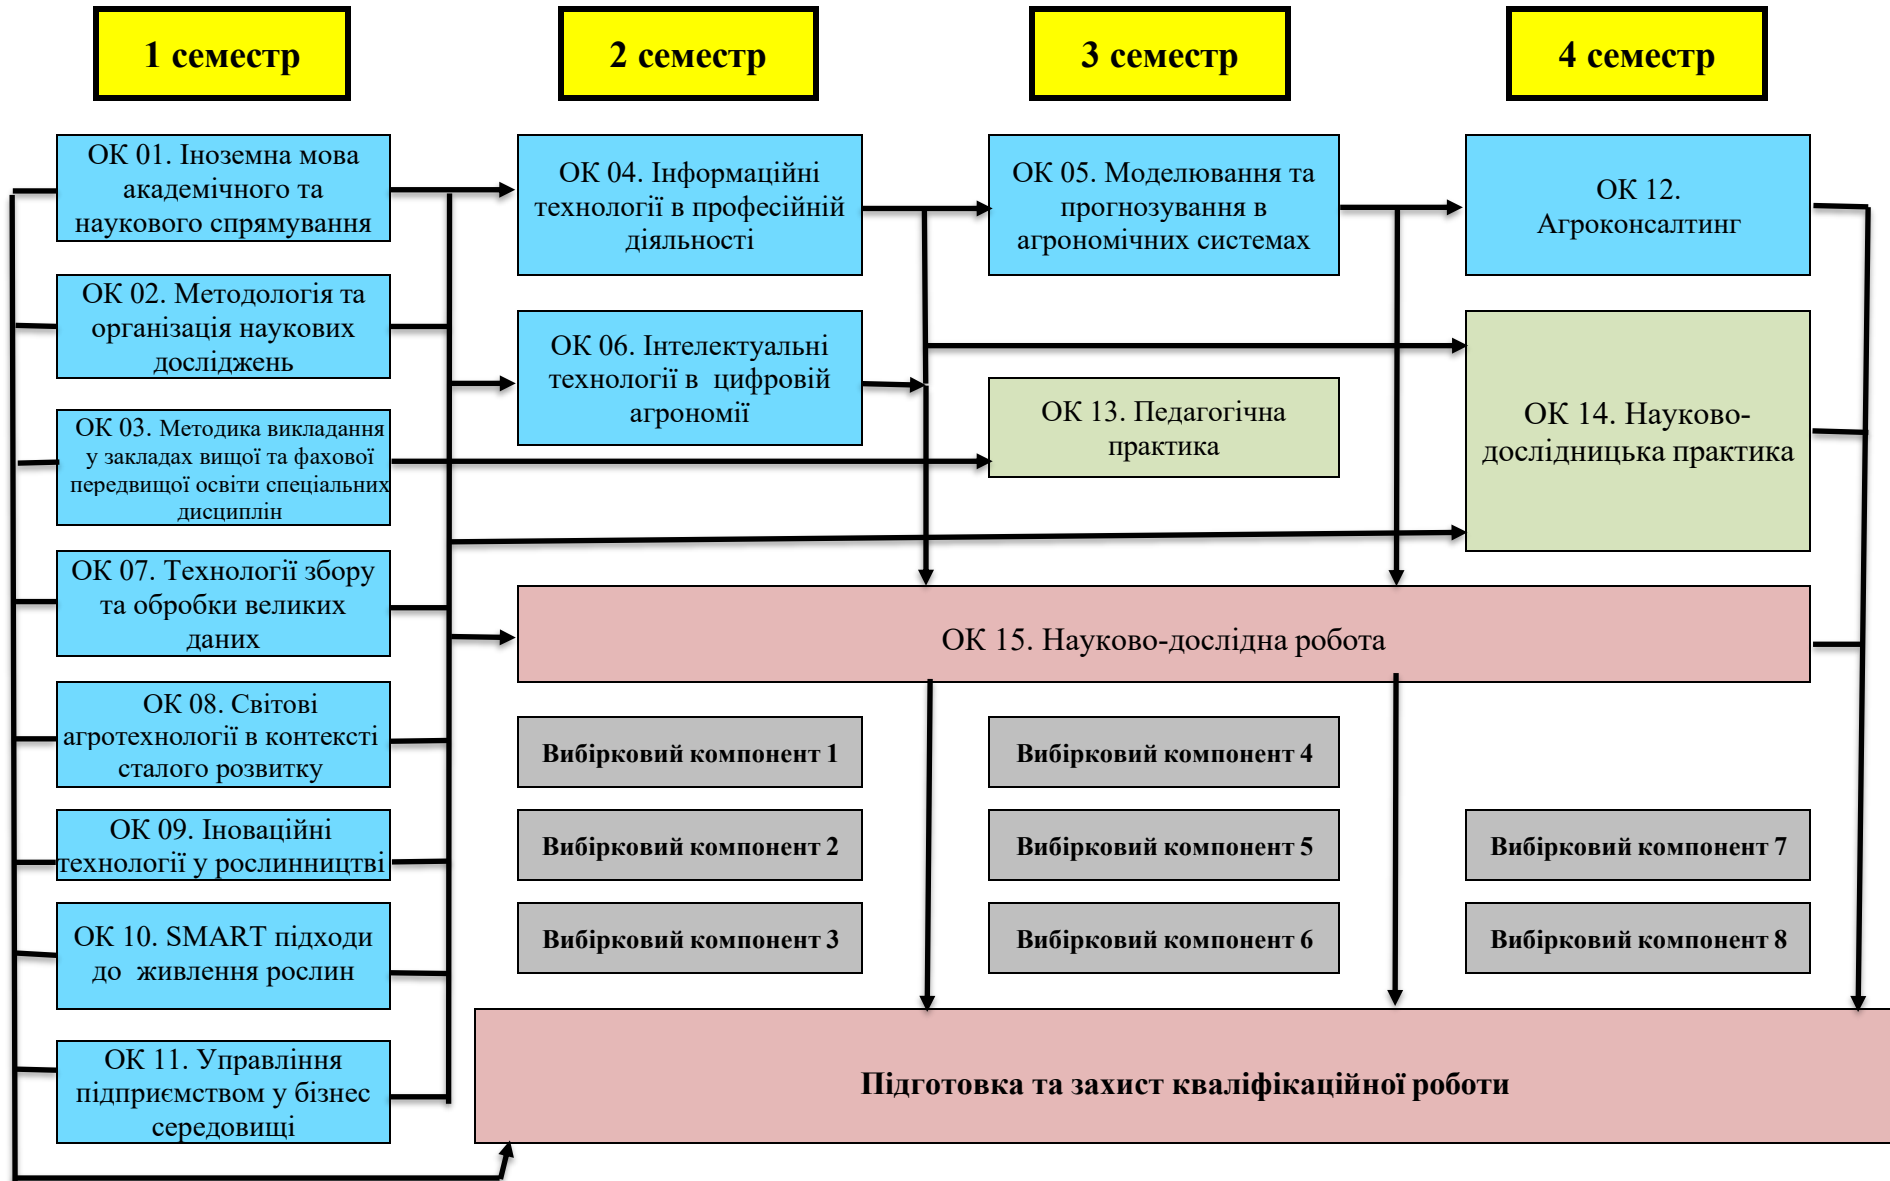 1 семестр
2 семестр
3 семестр
4 семестр
ОК 01. Іноземна мова
академічного та
наукового спрямування
ОК 02. Методологія та
організація наукових
досліджень
ОК 03. Методика викладання
у закладах вищої та фахової
передвищої освіти спеціальних
дисциплін
ОК 07. Технології збору
та обробки великих
даних
ОК 08. Світові
агротехнології в контексті
сталого розвитку
ОК 09. Іноваційні
технології у рослинництві
ОК 10. SMART підходи
до живлення рослин
ОК 11. Управління
підприємством у бізнес
середовищі
ОК 04. Інформаційні
технології в професійній
діяльності
ОК 06. Інтелектуальні
технології в цифровій
агрономії
ОК 05. Моделювання та
прогнозування в
агрономічних системах
ОК 13. Педагогічна
практика
ОК 12.
Агроконсалтинг
ОК 14. Науково-
дослідницька практика
ОК 15. Науково-дослідна робота
Вибірковий компонент 1
Вибірковий компонент 2
Вибірковий компонент 3
Вибірковий компонент 4
Вибірковий компонент 5
Вибірковий компонент 6
Вибірковий компонент 7
Вибірковий компонент 8
Підготовка та захист кваліфікаційної роботи